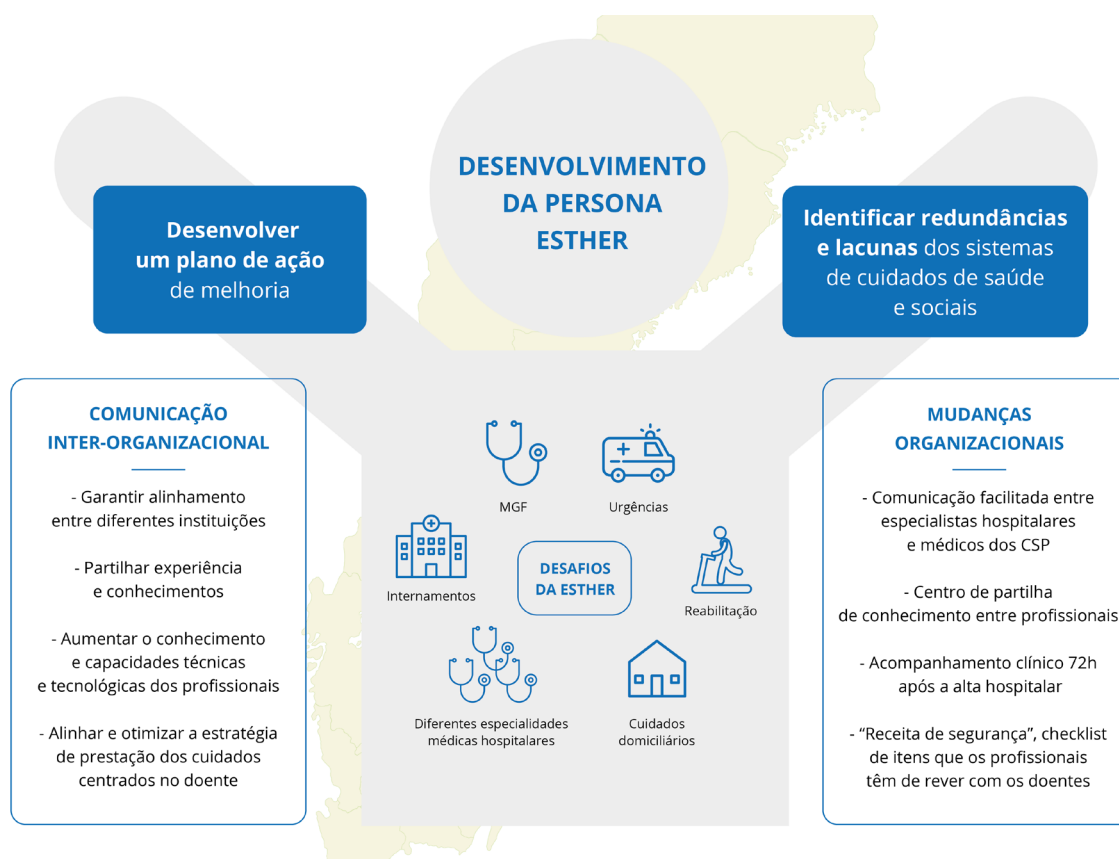 DESENVOLVIMENTO
DA PERSONA
ESTHER
Desenvolver
um plano de ação
de melhoria
Identificar redundâncias
e lacunas dos sistemas
de cuidados de saúde
e sociais
COMUNICAÇÃO
INTER-ORGANIZACIONAL
- Garantir alinhamento
entre diferentes instituições
- Partilhar experiência
e conhecimentos
- Aumentar o conhecimento
e capacidades técnicas
e tecnológicas dos profissionais
- Alinhar e otimizar a estratégia
de prestação dos cuidados
centrados no doente
MGF
Urgências
Internamentos
DESAFIOS
DA ESTHER
Reabilitação
Diferentes especialidades
médicas hospitalares
Cuidados
domiciliários
MUDANÇAS
ORGANIZACIONAIS
- Comunicação facilitada entre
especialistas hospitalares
e médicos dos CSP
- Centro de partilha
de conhecimento entre profissionais
- Acompanhamento clínico 72h
após a alta hospitalar
- “Receita de segurança”, checklist
de itens que os profissionais
têm de rever com os doentes